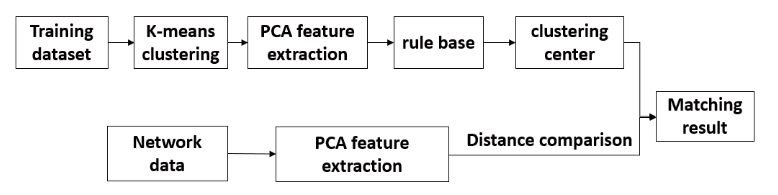 Training
dataset
K-means
clustering
PCA feature
extraction
rule base
clustering
center
Matching
result
Network
data
PCA feature
extraction
Distance comparison